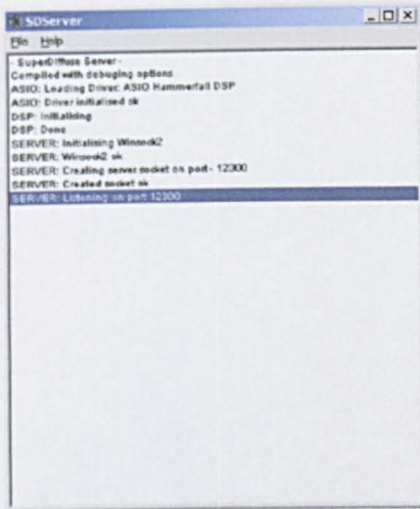 SDServer
File Help
- SuperDiffuse Server -
Compiled with debuging options
ASIO: Loading Driver: ASIO Hammerfall DSP
ASIO: Driver initialised ok
DSP: Initialising
DSP: Done
SERVER: Initialising Winsock2
SERVER: Winsock2 ok
SERVER: Creating server socket on port - 12300
SERVER: Created socket ok
SERVER: Listening on port 12300